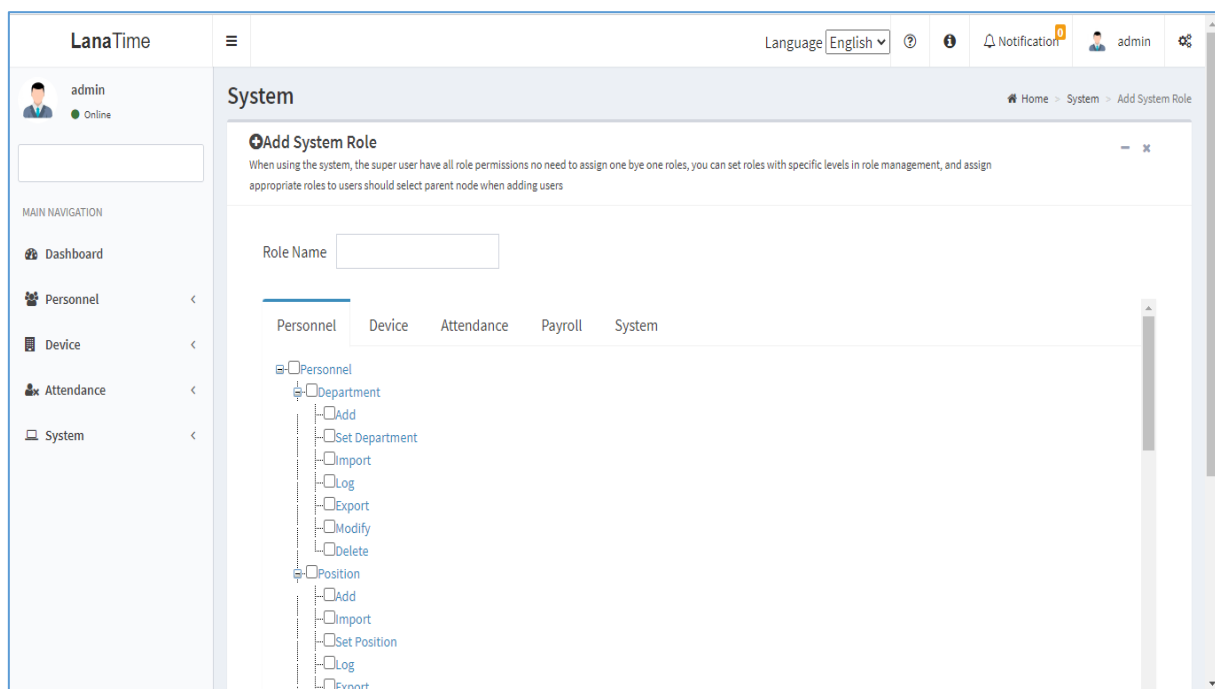 LanaTime
Language English
Notification 0
admin
admin
Online
System
Home > System > Add System Role
Add System Role
When using the system, the super user have all role permissions no need to assign one bye one roles, you can set roles with specific levels in role management, and assign
appropriate roles to users should select parent node when adding users
MAIN NAVIGATION
Dashboard
Personnel
Device
Attendance
System
Role Name
Personnel Device Attendance Payroll System
Personnel
Department
Add
Set Department
Import
Log
Export
Modify
Delete
Position
Add
Import
Set Position
Log
Export